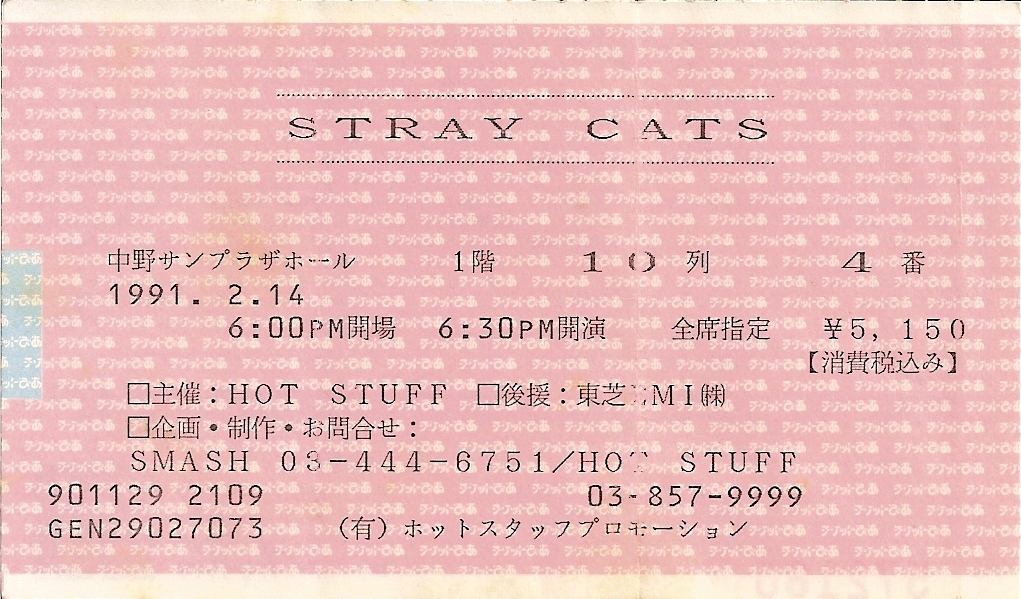 STRAY CATS
中野サンプラザホール 1階 10列 4番
1991. 2.14
6:00PM開場 6:30PM開演 全席指定 ¥5,150
【消費税込み】
□主催:HOT STUFF □後援:東芝EMI㈱
□企画・制作・お問合せ:
SMASH 03-444-6751/HOT STUFF
901129 2109 03-857-9999
GEN29027073 (有)ホットスタッフプロモーション